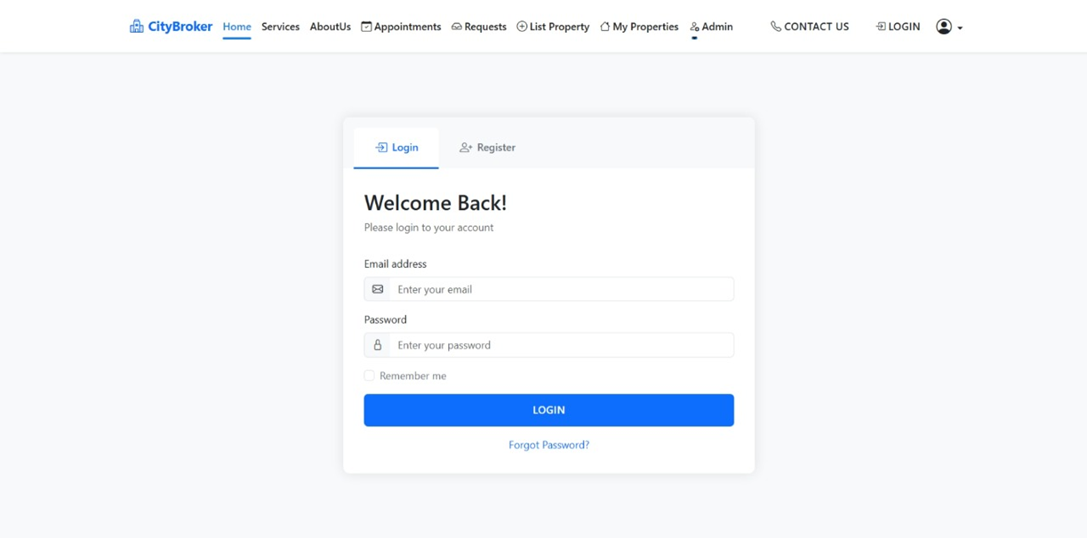 CityBroker Home Services AboutUs Appointments Requests List Property My Properties Admin CONTACT US LOGIN
Login Register
Welcome Back!
Please login to your account
Email address
Enter your email
Password
Enter your password
Remember me
LOGIN
Forgot Password?